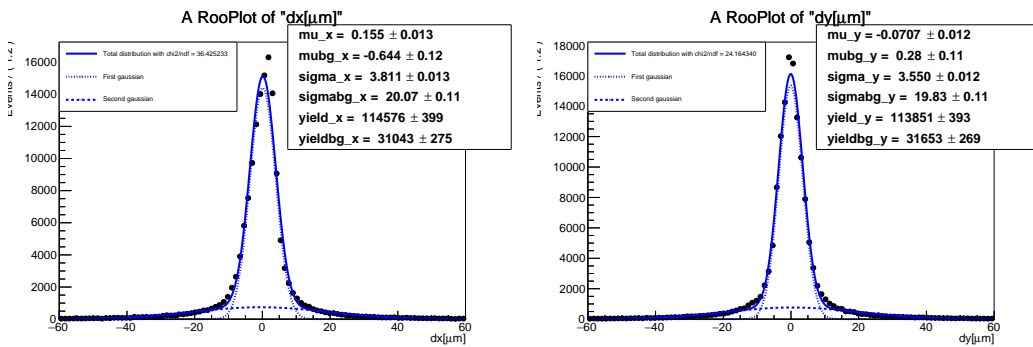 A RooPlot of "dx[μm]"
mu_x = 0.155 ± 0.013
mubg_x = -0.644 ± 0.12
sigma_x = 3.811 ± 0.013
sigmabg_x = 20.07 ± 0.11
yield_x = 114576 ± 399
yieldbg_x = 31043 ± 275
Total distribution with chi2/ndf = 36.425233
First gaussian
Second gaussian
Events / ( 1.2 )
16000
14000
12000
10000
8000
6000
4000
2000
0
−60 −40 −20 0 20 40 60
dx[μm]
A RooPlot of "dy[μm]"
mu_y = -0.0707 ± 0.012
mubg_y = 0.28 ± 0.11
sigma_y = 3.550 ± 0.012
sigmabg_y = 19.83 ± 0.11
yield_y = 113851 ± 393
yieldbg_y = 31653 ± 269
Total distribution with chi2/ndf = 24.164340
First gaussian
Second gaussian
Events / ( 1.2 )
18000
16000
14000
12000
10000
8000
6000
4000
2000
0
−60 −40 −20 0 20 40 60
dy[μm]